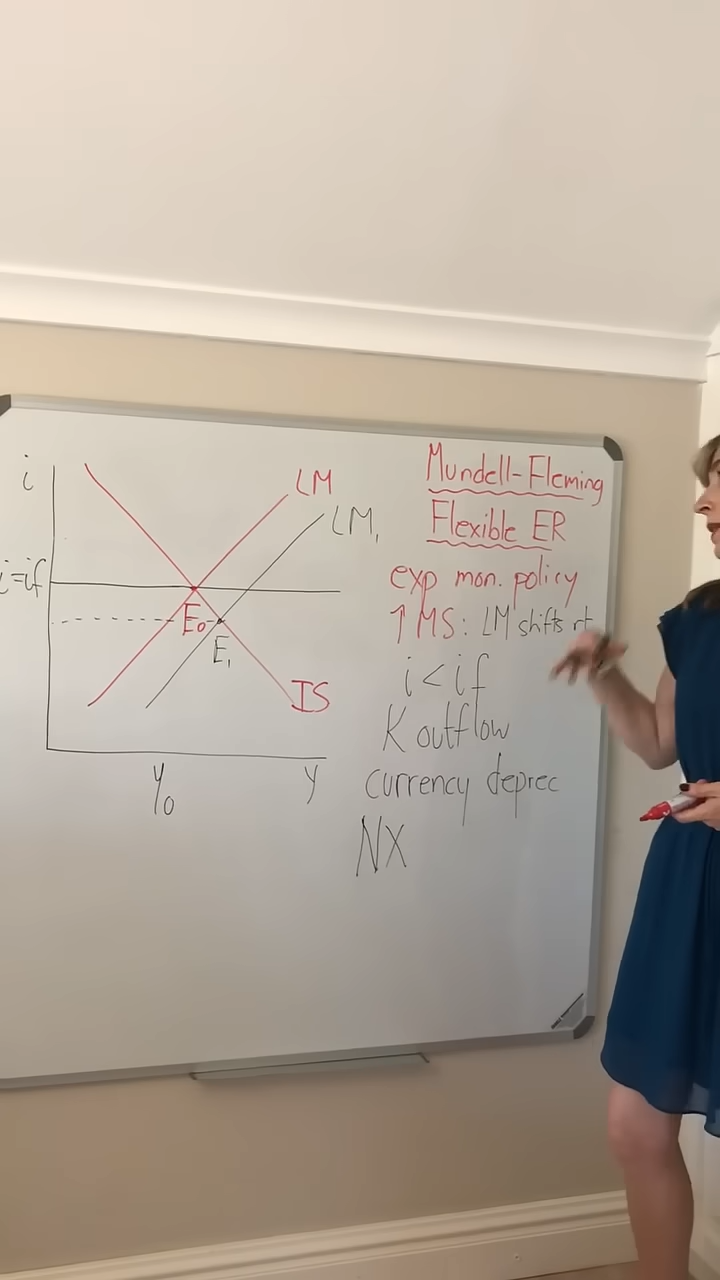 i
LM
LM₁
i=if
E₀
E₁
IS
y₀
y
Mundell-Fleming
Flexible ER
exp mon. policy
↑MS: LM shifts rt
i<if
K outflow
currency deprec
NX